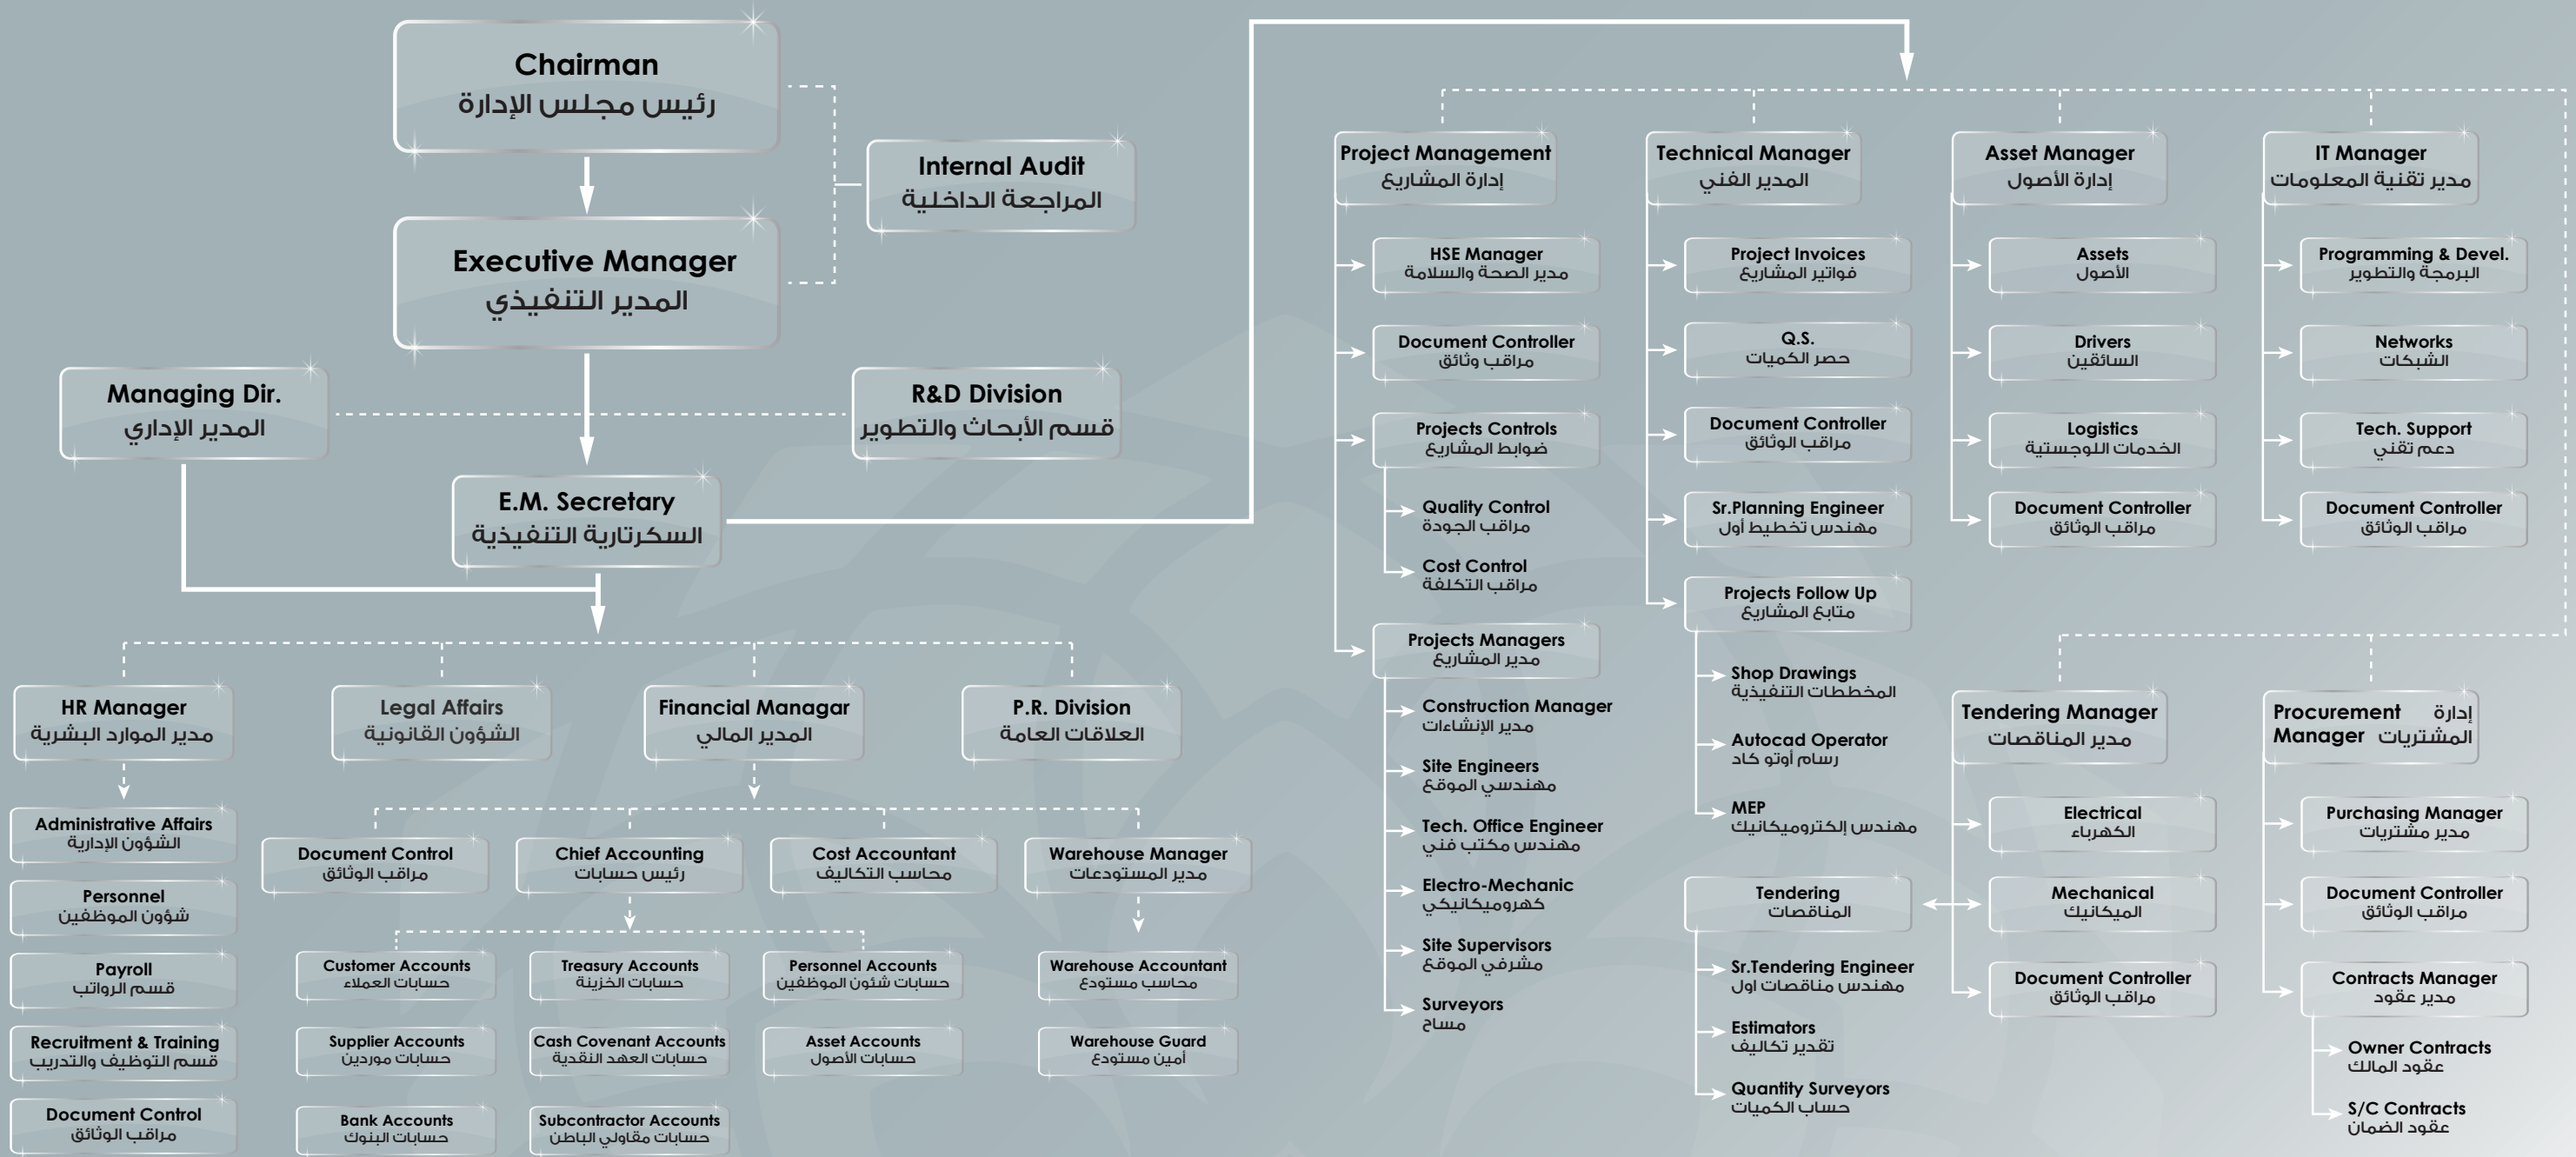 Chairman
رئيس مجلس الإدارة
Internal Audit
المراجعة الداخلية
Executive Manager
المدير التنفيذي
Managing Dir.
المدير الإداري
R&D Division
قسم الأبحاث والتطوير
E.M. Secretary
السكرتارية التنفيذية
HR Manager
مدير الموارد البشرية
Administrative Affairs
الشؤون الإدارية
Personnel
شؤون الموظفين
Payroll
قسم الرواتب
Recruitment & Training
قسم التوظيف والتدريب
Document Control
مراقب الوثائق
Legal Affairs
الشؤون القانونية
Financial Managar
المدير المالي
P.R. Division
العلاقات العامة
Document Control
مراقب الوثائق
Chief Accounting
رئيس حسابات
Cost Accountant
محاسب التكاليف
Warehouse Manager
مدير المستودعات
Customer Accounts
حسابات العملاء
Treasury Accounts
حسابات الخزينة
Personnel Accounts
حسابات شئون الموظفين
Warehouse Accountant
محاسب مستودع
Supplier Accounts
حسابات موردين
Cash Covenant Accounts
حسابات العهد النقدية
Asset Accounts
حسابات الأصول
Warehouse Guard
أمين مستودع
Bank Accounts
حسابات البنوك
Subcontractor Accounts
حسابات مقاولي الباطن
Project Management
إدارة المشاريع
HSE Manager
مدير الصحة والسلامة
Document Controller
مراقب وثائق
Projects Controls
ضوابط المشاريع
Quality Control
مراقب الجودة
Cost Control
مراقب التكلفة
Projects Managers
مدير المشاريع
Construction Manager
مدير الإنشاءات
Site Engineers
مهندسي الموقع
Tech. Office Engineer
مهندس مكتب فني
Electro-Mechanic
كهروميكانيكي
Site Supervisors
مشرفي الموقع
Surveyors
مساح
Technical Manager
المدير الفني
Project Invoices
فواتير المشاريع
Q.S.
حصر الكميات
Document Controller
مراقب الوثائق
Sr.Planning Engineer
مهندس تخطيط أول
Projects Follow Up
متابع المشاريع
Shop Drawings
المخططات التنفيذية
Autocad Operator
رسام أوتو كاد
MEP
مهندس إلكتروميكانيك
Tendering
المناقصات
Sr.Tendering Engineer
مهندس مناقصات اول
Estimators
تقدير تكاليف
Quantity Surveyors
حساب الكميات
Asset Manager
إدارة الأصول
Assets
الأصول
Drivers
السائقين
Logistics
الخدمات اللوجستية
Document Controller
مراقب الوثائق
IT Manager
مدير تقنية المعلومات
Programming & Devel.
البرمجة والتطوير
Networks
الشبكات
Tech. Support
دعم تقني
Document Controller
مراقب الوثائق
Tendering Manager
مدير المناقصات
Electrical
الكهرباء
Mechanical
الميكانيك
Document Controller
مراقب الوثائق
Procurement إدارة
Manager المشتريات
Purchasing Manager
مدير مشتريات
Document Controller
مراقب الوثائق
Contracts Manager
مدير عقود
Owner Contracts
عقود المالك
S/C Contracts
عقود الضمان